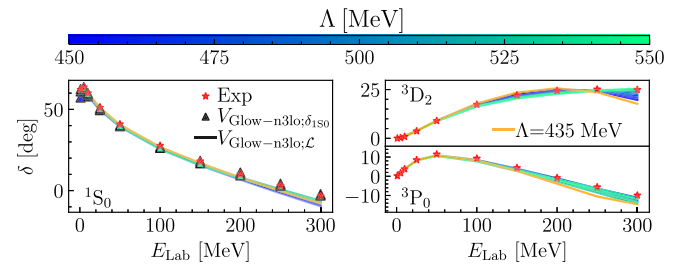 Λ [MeV]
450 475 500 525 550
δ [deg]
50
0
Exp
V_Glow−n3lo;δ_1S0
V_Glow−n3lo;ℒ
¹S₀
0 50 100 150 200 250 300
E_Lab [MeV]
25
0
³D₂
Λ=435 MeV
10
0
−10
³P₀
0 50 100 150 200 250 300
E_Lab [MeV]